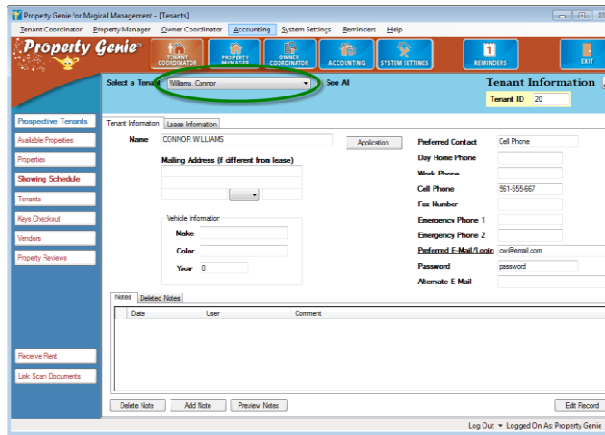 Property Genie for Magical Management - [Tenants]
Tenant Coordinator Property Manager Owner Coordinator Accounting System Settings Reminders Help
Property Genie
TENANT COORDINATOR
PROPERTY MANAGER
OWNER COORDINATOR
ACCOUNTING
SYSTEM SETTINGS
1
REMINDERS
EXIT
Select a Tenant Williams, Connor See All
Tenant Information
Tenant ID 20
Prospective Tenants
Available Properties
Properties
Showing Schedule
Tenants
Keys Checkout
Vendors
Property Reviews
Receive Rent
Link Scan Documents
Tenant Information Lease Information
Name CONNOR WILLIAMS
Application
Mailing Address (if different from lease)
Vehicle Information
Make
Color
Year 0
Preferred Contact Cell Phone
Day Home Phone
Work Phone
Cell Phone 561-555-667
Fax Number
Emergency Phone 1
Emergency Phone 2
Preferred E-Mail/Login cw@email.com
Password password
Alternate E-Mail
Notes Deleted Notes
Date User Comment
Delete Note Add Note Preview Notes Edit Record
Log Out Logged On As: Property Genie